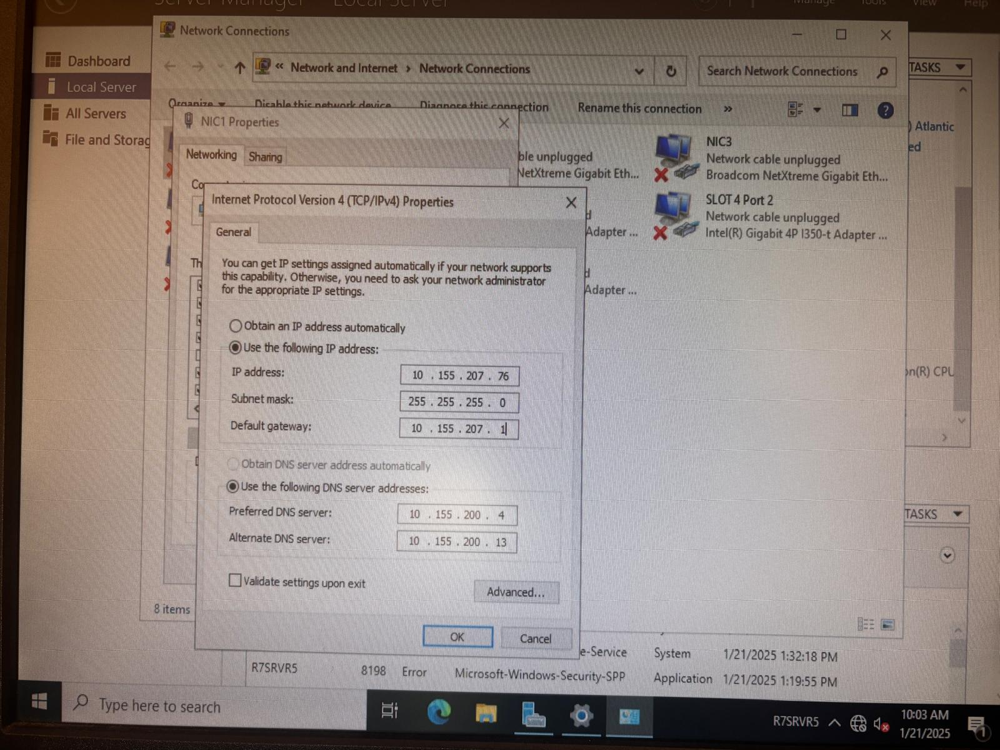 Server Manager Local Server
Manage Tools View Help
Network Connections
Dashboard
Local Server
All Servers
File and Storag
« Network and Internet > Network Connections
Search Network Connections
TASKS
Organize
Disable this network device
Diagnose this connection
Rename this connection
»
NIC1 Properties
Networking
Sharing
ble unplugged
NetXtreme Gigabit Eth...
NIC3
Network cable unplugged
Broadcom NetXtreme Gigabit Eth...
SLOT 4 Port 2
Network cable unplugged
Intel(R) Gigabit 4P I350-t Adapter ...
) Atlantic
ed
Co
Th
d
Adapter ...
d
Adapter ...
Internet Protocol Version 4 (TCP/IPv4) Properties
General
You can get IP settings assigned automatically if your network supports
this capability. Otherwise, you need to ask your network administrator
for the appropriate IP settings.
Obtain an IP address automatically
Use the following IP address:
IP address: 10 . 155 . 207 . 76
Subnet mask: 255 . 255 . 255 . 0
Default gateway: 10 . 155 . 207 . 1
Obtain DNS server address automatically
Use the following DNS server addresses:
Preferred DNS server: 10 . 155 . 200 . 4
Alternate DNS server: 10 . 155 . 200 . 13
Validate settings upon exit
Advanced...
OK
Cancel
on(R) CPU
TASKS
8 items
e-Service System 1/21/2025 1:32:18 PM
R7SRVR5 8198 Error Microsoft-Windows-Security-SPP Application 1/21/2025 1:19:55 PM
Type here to search
R7SRVR5
10:03 AM
1/21/2025
1